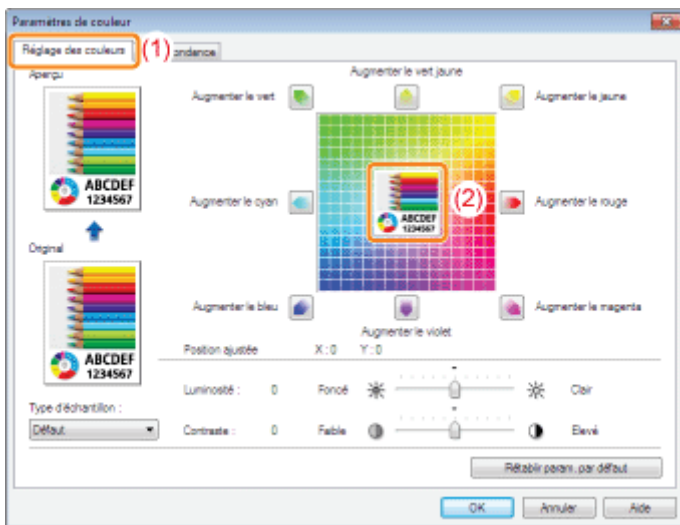 Paramètres de couleur
Réglage des couleurs (1) ondance
Aperçu
Augmenter le vert jaune
Augmenter le vert
Augmenter le jaune
ABCDEF
1234567
Augmenter le cyan
(2)
Augmenter le rouge
ABCDEF
1234567
Original
Augmenter le bleu
Augmenter le magenta
Augmenter le violet
ABCDEF
1234567
Position ajustée X : 0 Y : 0
Luminosité : 0 Foncé Clair
Type d'échantillon :
Défaut
Contraste : 0 Faible Elevé
Rétablir param. par défaut
OK Annuler Aide